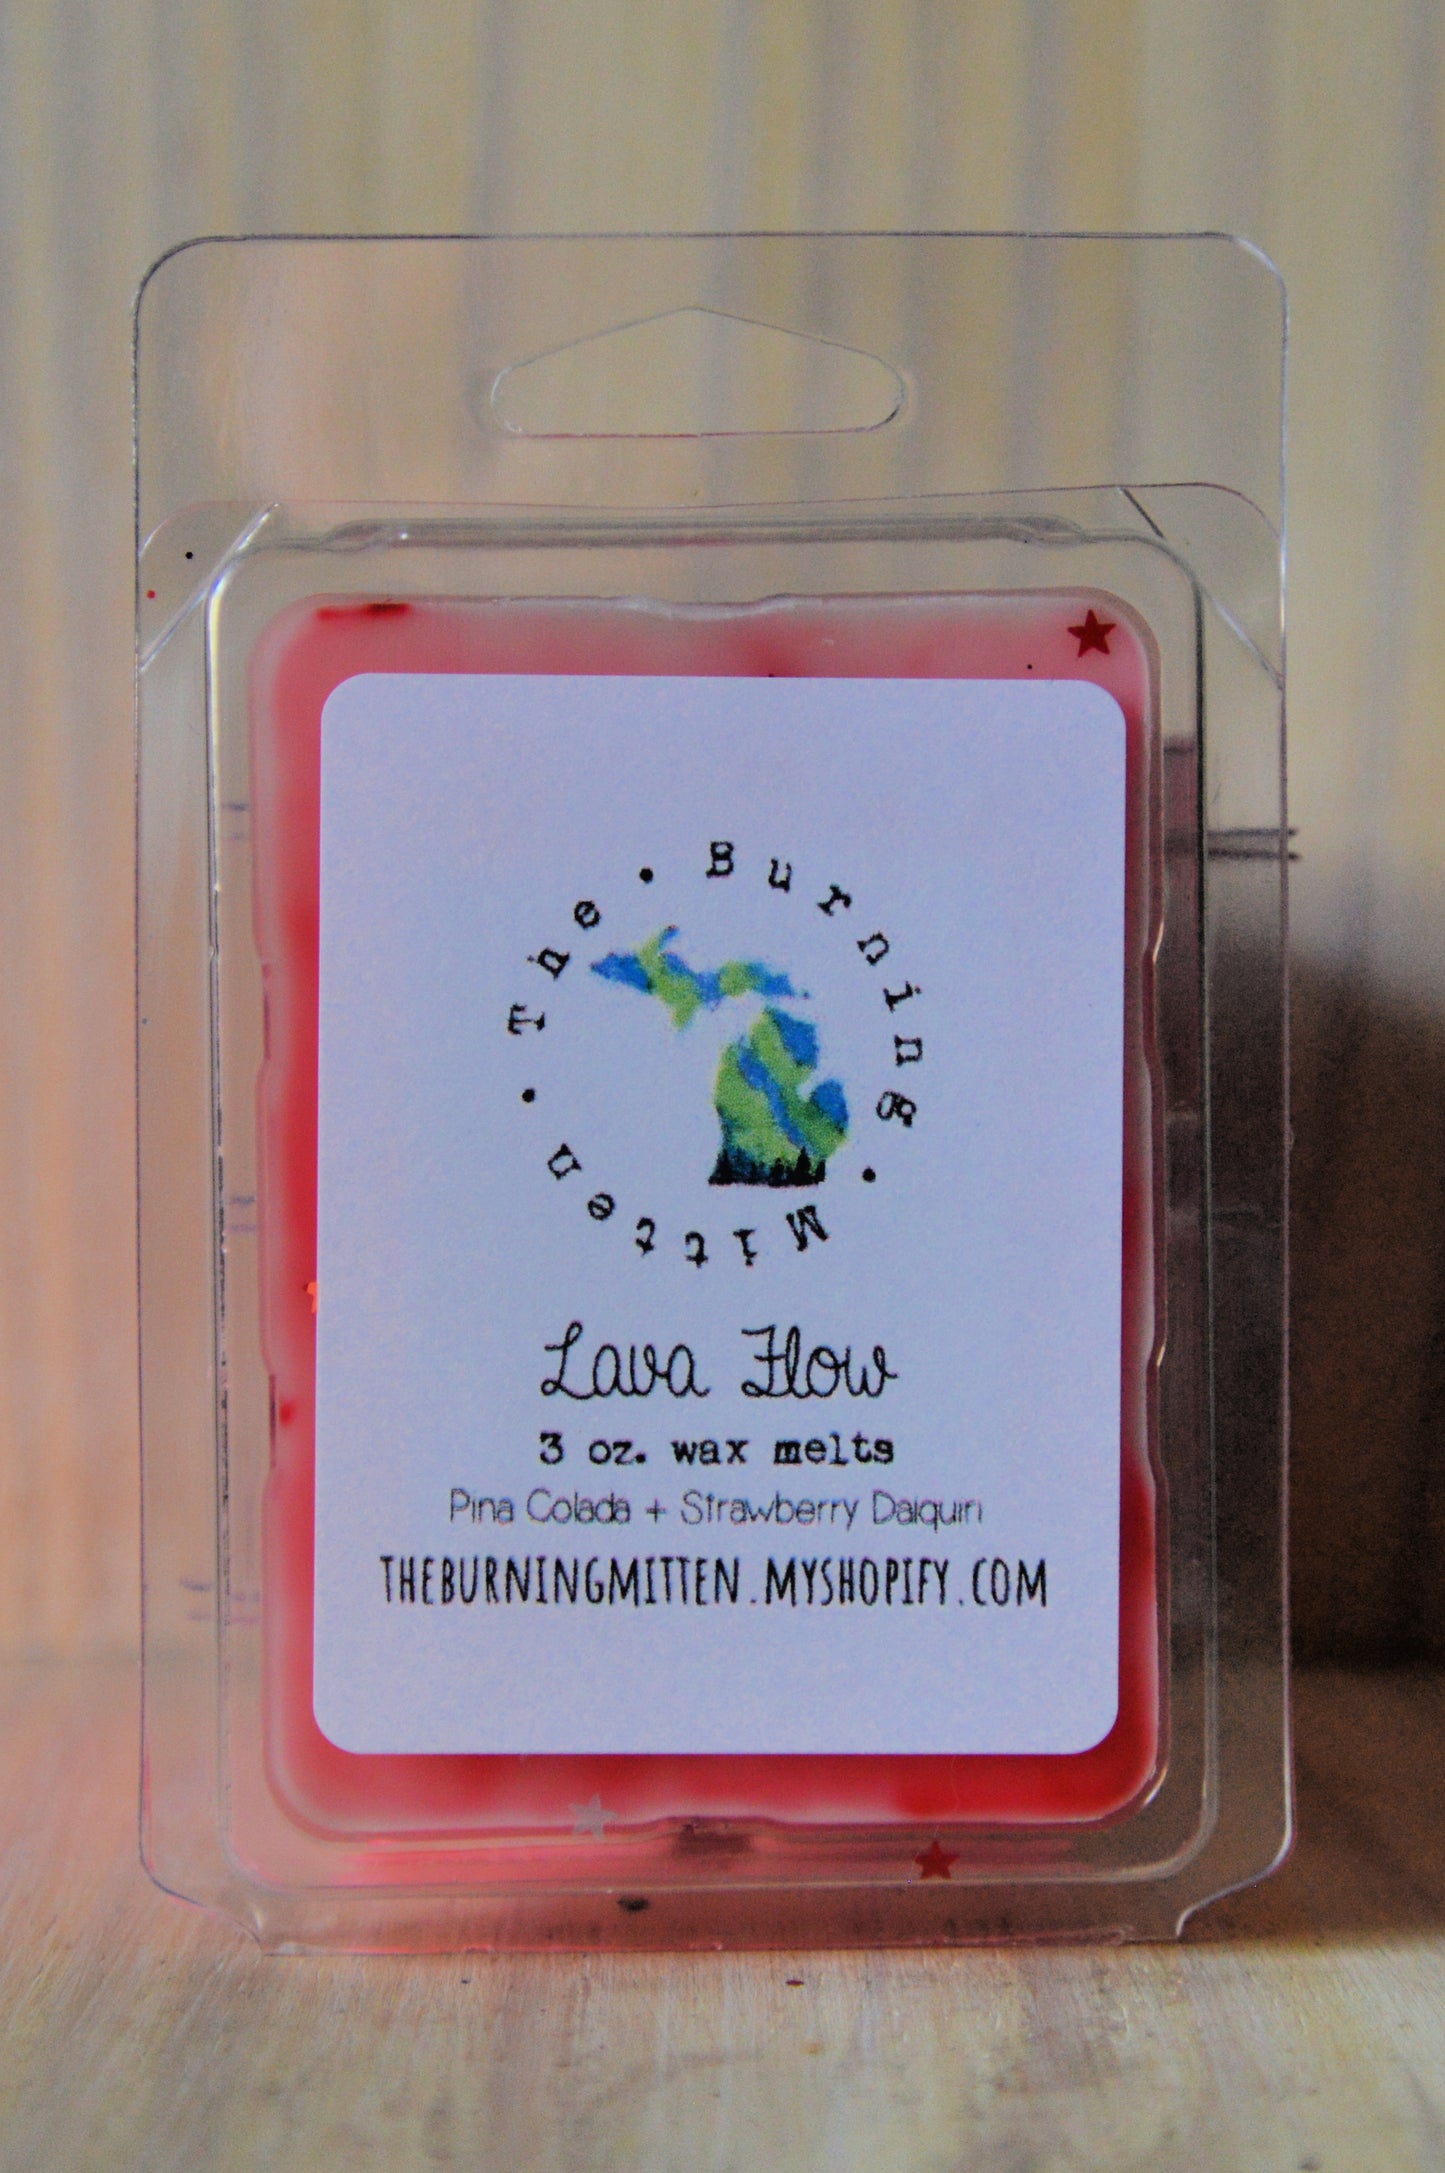 The • Burning • Mitten •
Lava Flow
3 oz. wax melts
Pina Colada + Strawberry Daiquiri
THEBURNINGMITTEN.MYSHOPIFY.COM